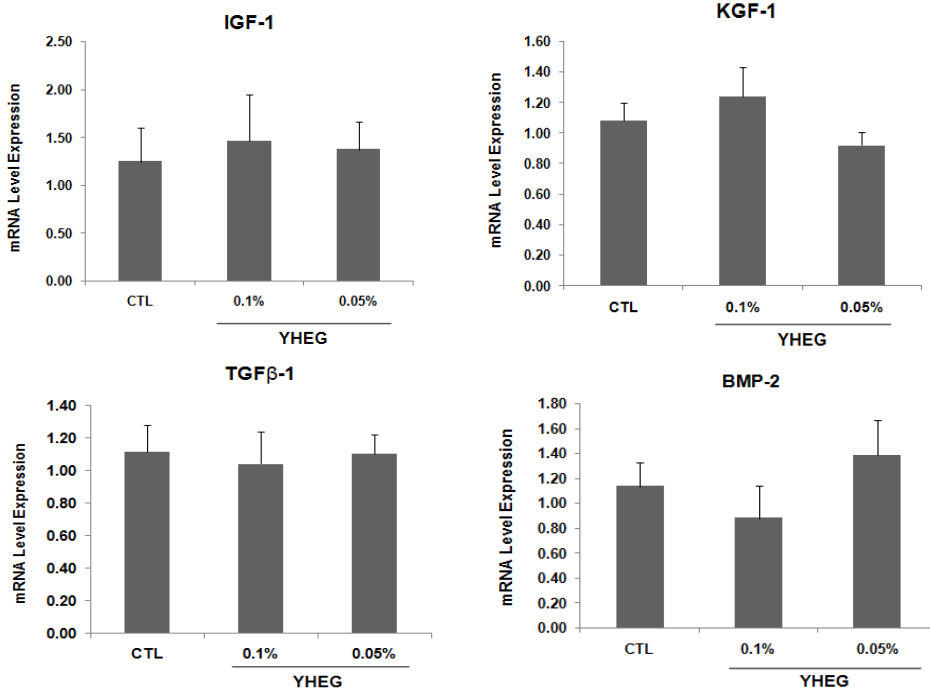 IGF-1
mRNA Level Expression
2.50
2.00
1.50
1.00
0.50
0.00
CTL 0.1% 0.05%
YHEG
KGF-1
mRNA Level Expression
1.60
1.40
1.20
1.00
0.80
0.60
0.40
0.20
0.00
CTL 0.1% 0.05%
YHEG
TGFβ-1
mRNA Level Expression
1.40
1.20
1.00
0.80
0.60
0.40
0.20
0.00
CTL 0.1% 0.05%
YHEG
BMP-2
mRNA Level Expression
1.80
1.60
1.40
1.20
1.00
0.80
0.60
0.40
0.20
0.00
CTL 0.1% 0.05%
YHEG